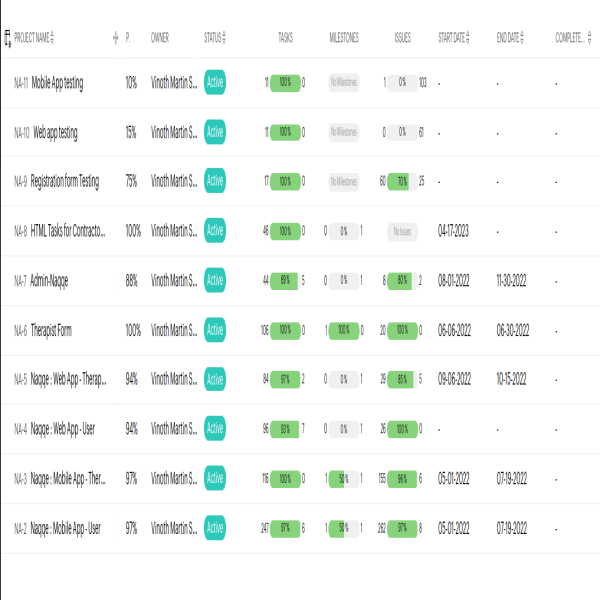 PROJECT NAME P. OWNER STATUS TASKS MILESTONES ISSUES START DATE END DATE COMPLETE...
NA-11 Mobile App testing 10% Vinoth Martin S... Active 11 100% 0 No Milestones 1 0% 103 - - -
NA-10 Web app testing 15% Vinoth Martin S... Active 11 100% 0 No Milestones 0 0% 61 - - -
NA-9 Registration form Testing 75% Vinoth Martin S... Active 17 100% 0 No Milestones 60 70% 25 - - -
NA-8 HTML Tasks for Contracto... 100% Vinoth Martin S... Active 46 100% 0 0 0% 1 No Issues 04-17-2023 - -
NA-7 Admin-Naqqe 88% Vinoth Martin S... Active 44 89% 5 0 0% 1 8 80% 2 08-01-2022 11-30-2022 -
NA-6 Therapist Form 100% Vinoth Martin S... Active 106 100% 0 1 100% 0 20 100% 0 06-06-2022 06-30-2022 -
NA-5 Naqqe : Web App - Therap... 94% Vinoth Martin S... Active 84 97% 2 0 0% 1 29 85% 5 09-06-2022 10-15-2022 -
NA-4 Naqqe : Web App - User 94% Vinoth Martin S... Active 96 93% 7 0 0% 1 26 100% 0 - - -
NA-3 Naqqe : Mobile App - Ther... 97% Vinoth Martin S... Active 116 100% 0 1 50% 1 155 96% 6 05-01-2022 07-19-2022 -
NA-2 Naqqe : Mobile App - User 97% Vinoth Martin S... Active 247 97% 6 1 50% 1 282 97% 8 05-01-2022 07-19-2022 -